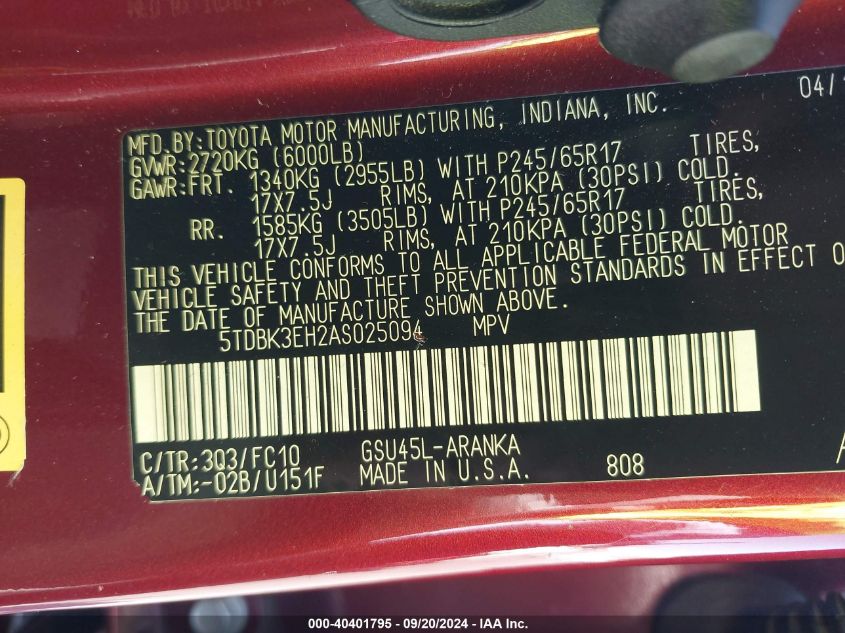 04/1
MFD.BY:TOYOTA MOTOR MANUFACTURING, INDIANA, INC.
GVWR:2720KG (6000LB)
GAWR:FRT. 1340KG (2955LB) WITH P245/65R17 TIRES,
17X7.5J RIMS, AT 210KPA (30PSI) COLD.
RR. 1585KG (3505LB) WITH P245/65R17 TIRES,
17X7.5J RIMS, AT 210KPA (30PSI) COLD.
THIS VEHICLE CONFORMS TO ALL APPLICABLE FEDERAL MOTOR
VEHICLE SAFETY AND THEFT PREVENTION STANDARDS IN EFFECT O
THE DATE OF MANUFACTURE SHOWN ABOVE.
5TDBK3EH2AS025094 MPV
C/TR:3Q3/FC10 GSU45L-ARANKA
A/TM:-02B/U151F MADE IN U.S.A. 808 A
000-40401795 - 09/20/2024 - IAA Inc.